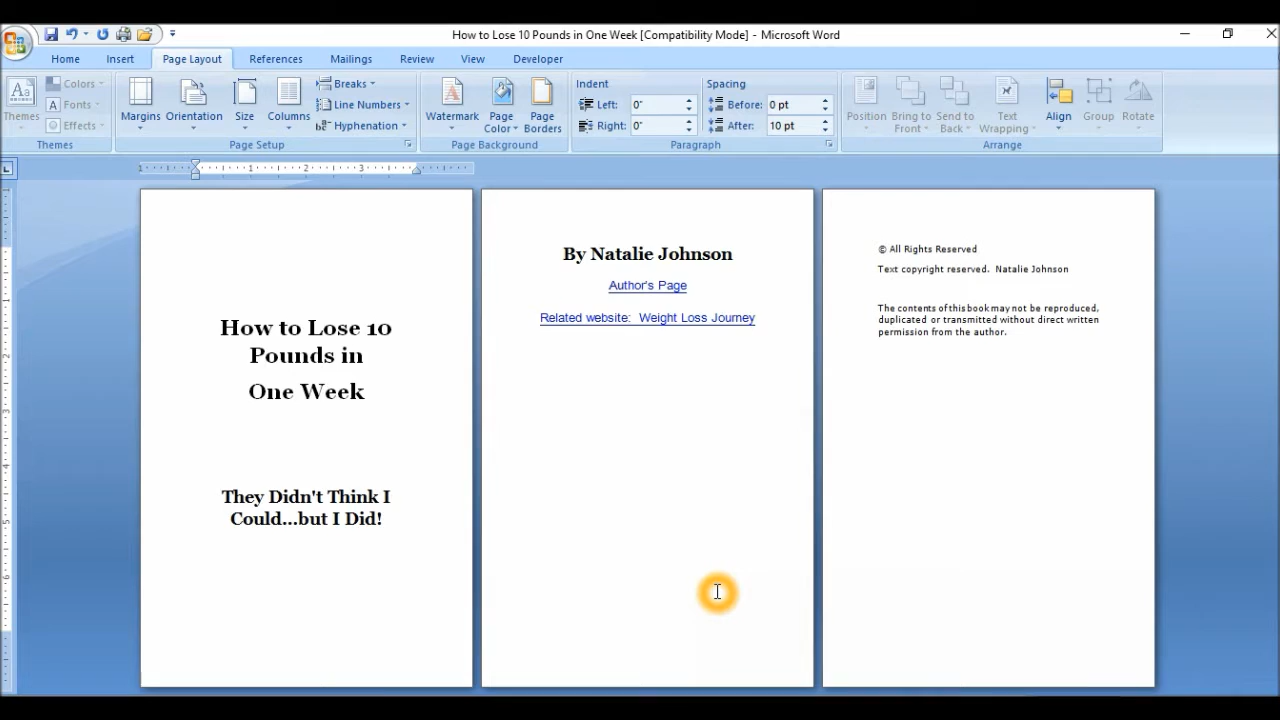 How to Lose 10 Pounds in One Week [Compatibility Mode] - Microsoft Word
Home Insert Page Layout References Mailings Review View Developer
Themes
Colors
Fonts
Effects
Themes
Margins
Orientation
Size
Columns
Breaks
Line Numbers
Hyphenation
Page Setup
Watermark
Page Color
Page Borders
Page Background
Indent
Left: 0"
Right: 0"
Spacing
Before: 0 pt
After: 10 pt
Paragraph
Position
Bring to Front
Send to Back
Text Wrapping
Align
Group
Rotate
Arrange
1 1 2 3
How to Lose 10
Pounds in
One Week
They Didn't Think I
Could...but I Did!
By Natalie Johnson
Author's Page
Related website:  Weight Loss Journey
© All Rights Reserved
Text copyright reserved.  Natalie Johnson
The contents of this book may not be reproduced,
duplicated or transmitted without direct written
permission from the author.